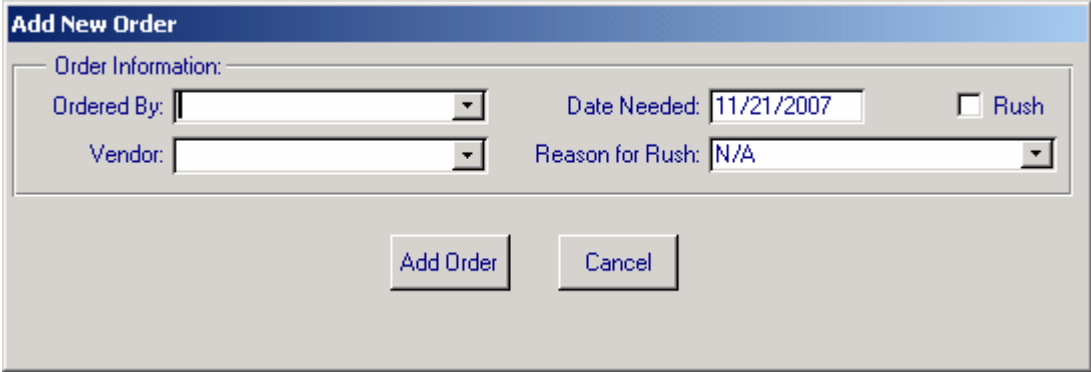 Add New Order
Order Information:
Ordered By: Date Needed: 11/21/2007 Rush
Vendor: Reason for Rush: N/A
Add Order Cancel